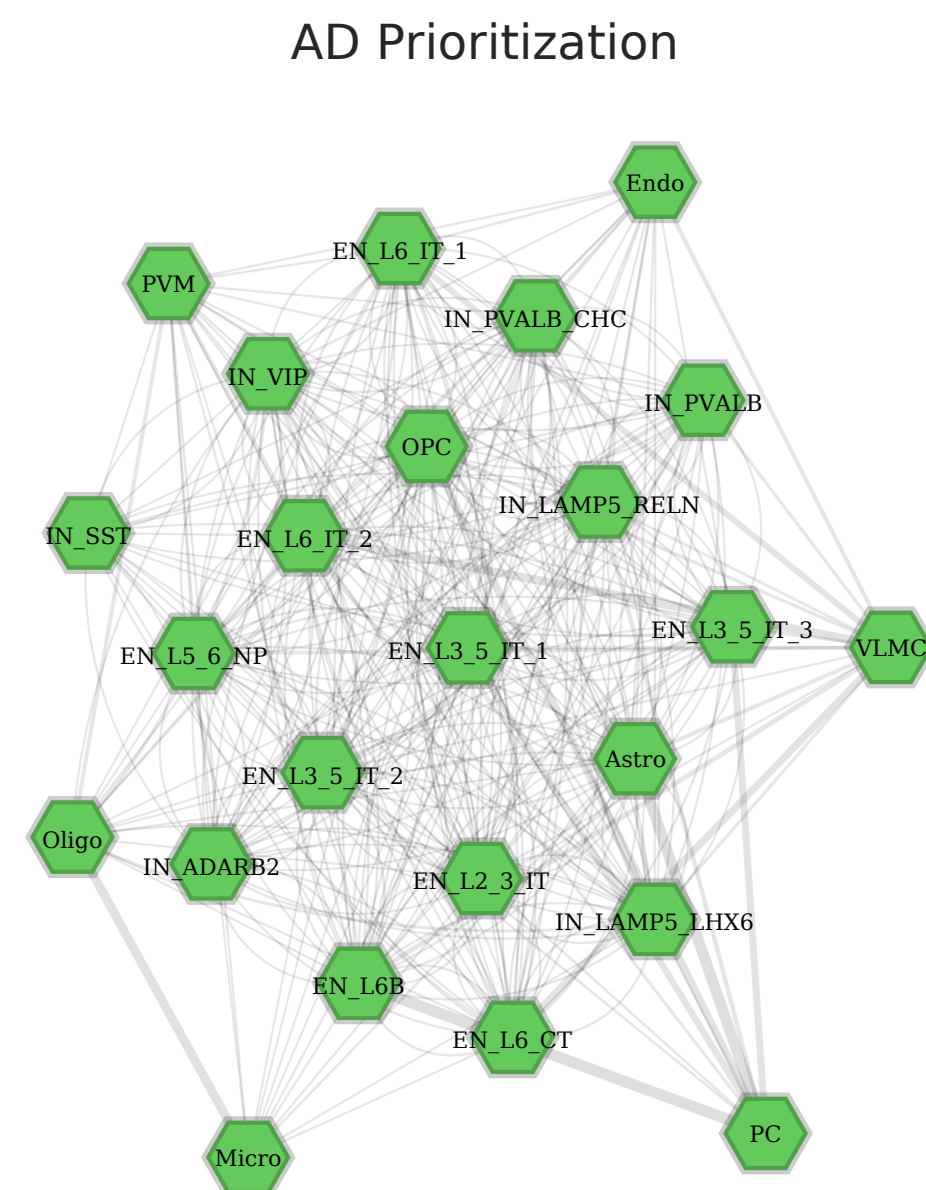 AD Prioritization
Endo
EN_L6_IT_1
PVM
IN_PVALB_CHC
IN_VIP
IN_PVALB
OPC
IN_LAMP5_RELN
IN_SST
EN_L6_IT_2
EN_L3_5_IT_3
VLMC
EN_L5_6_NP
EN_L3_5_IT_1
Astro
EN_L3_5_IT_2
Oligo
IN_ADARB2
EN_L2_3_IT
IN_LAMP5_LHX6
EN_L6B
EN_L6_CT
PC
Micro